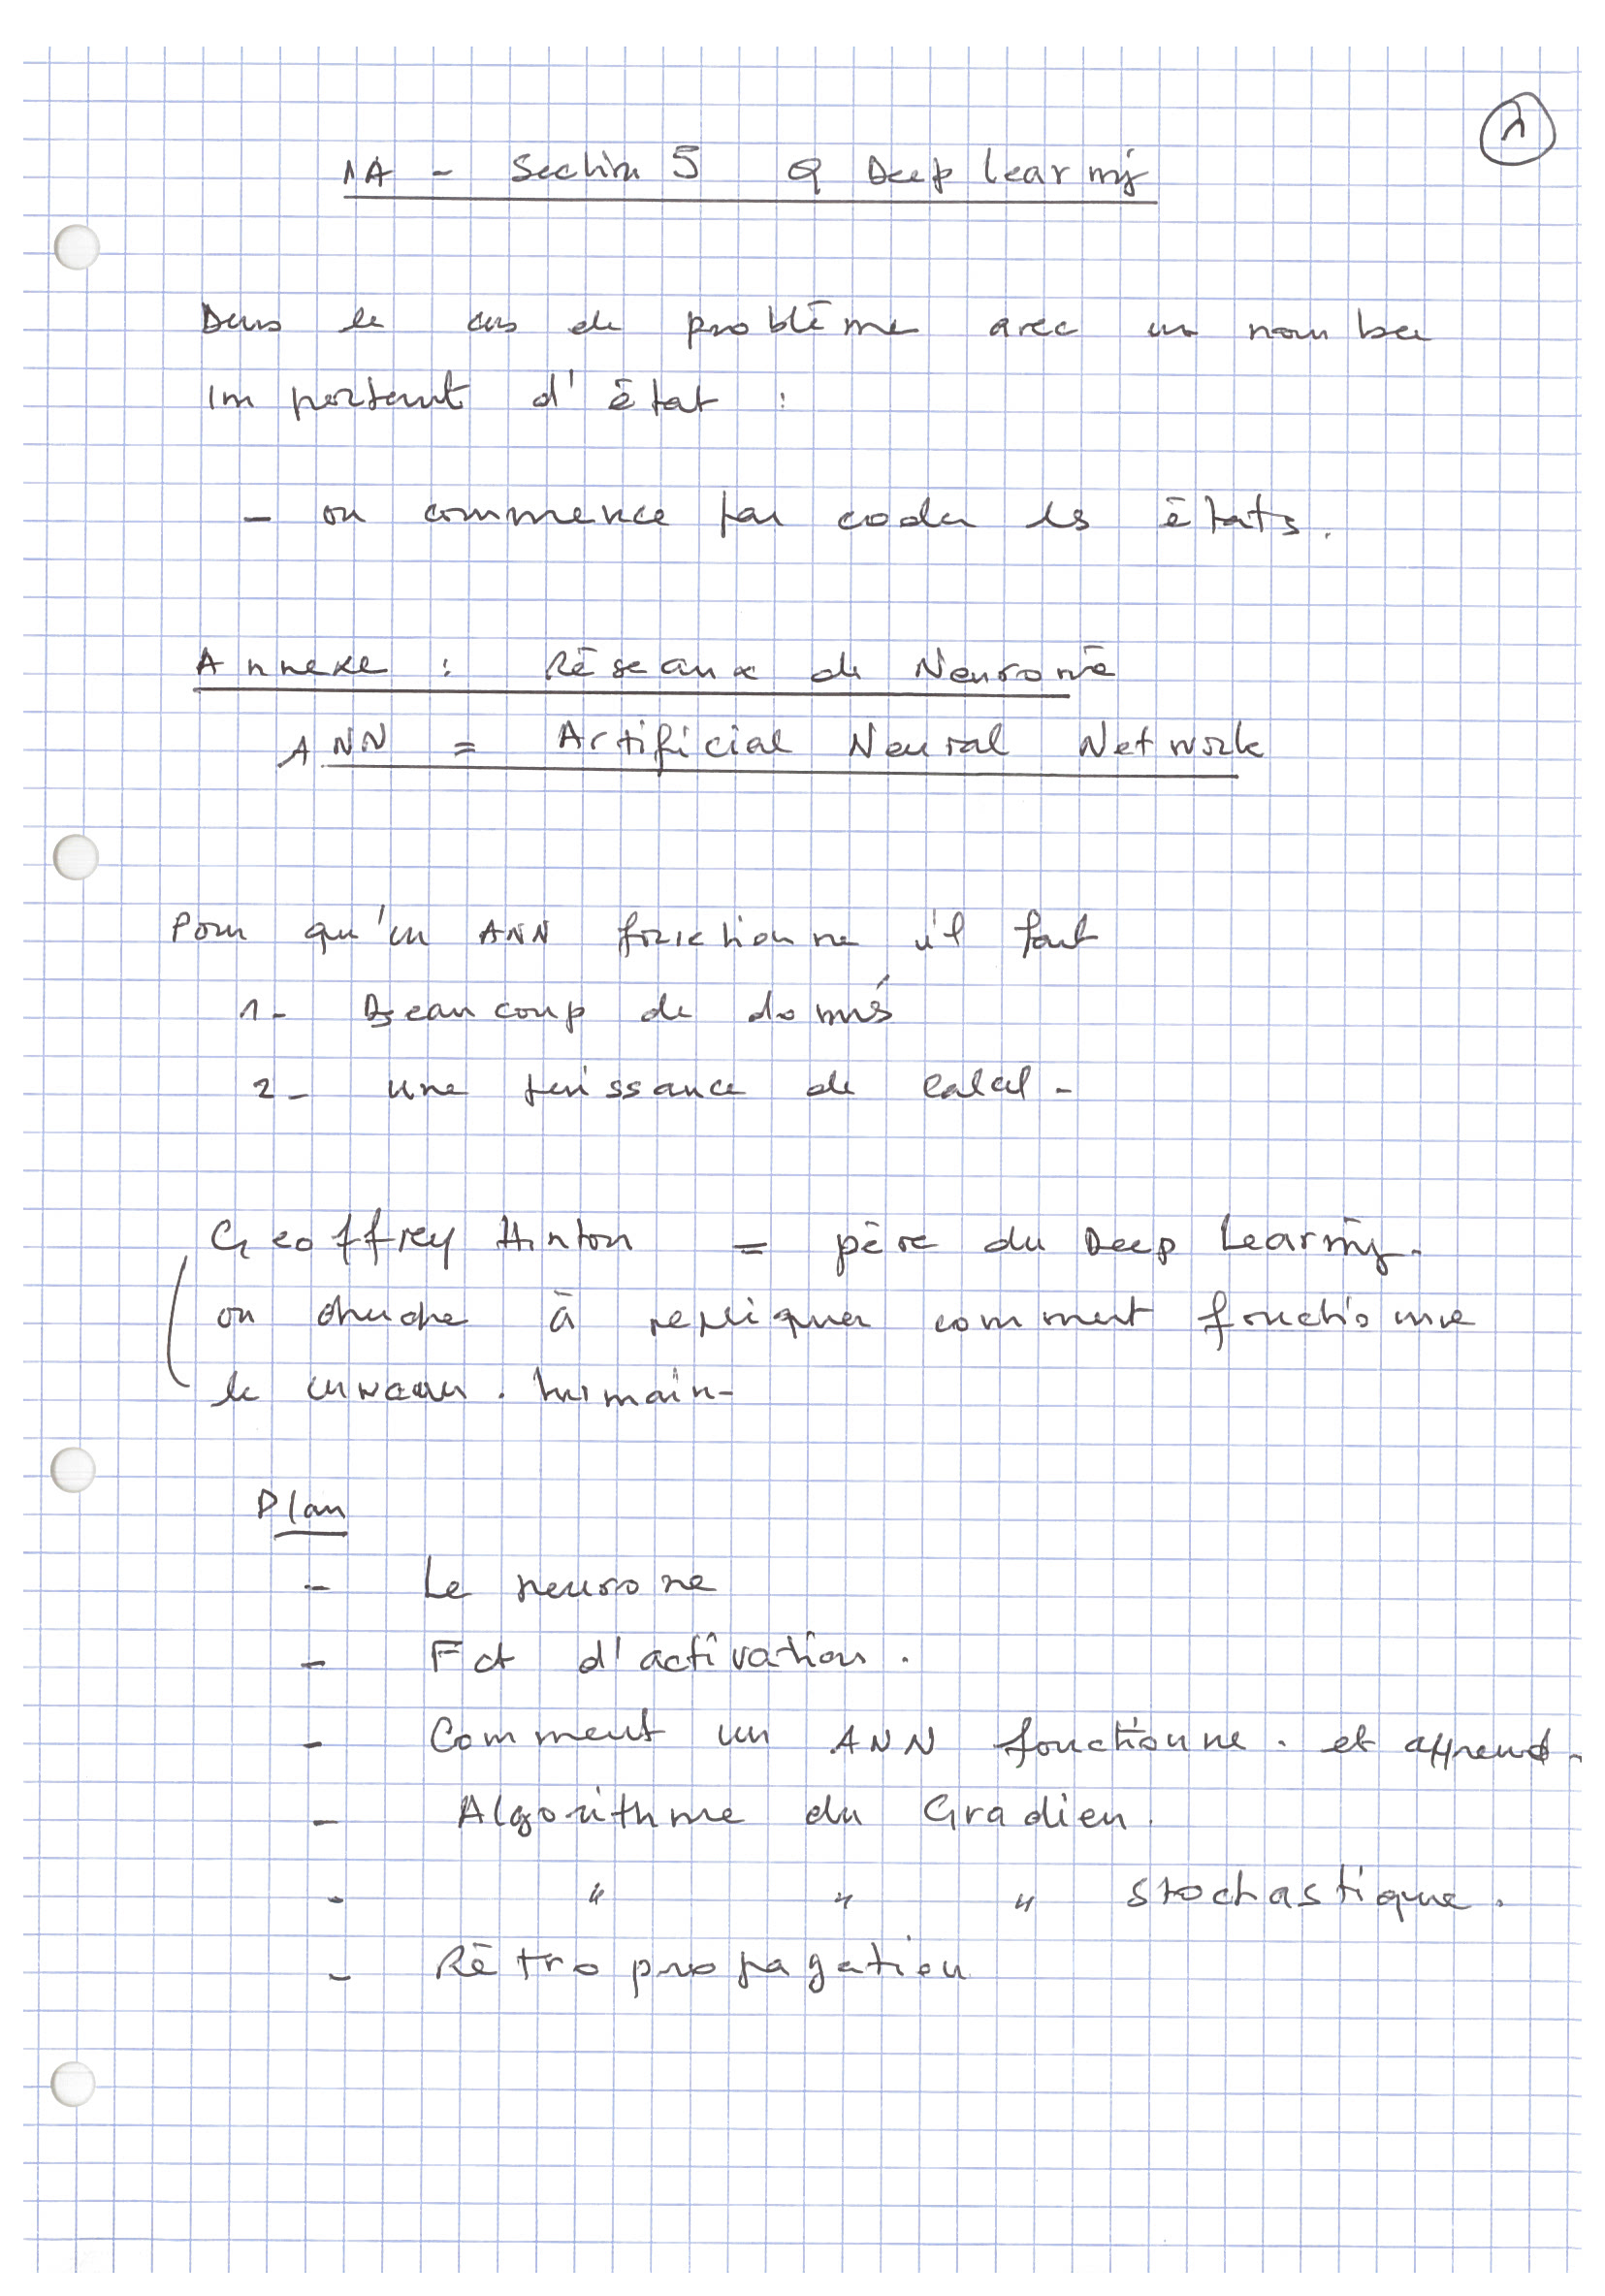 1
IA - Section 5 Q Deep Learning
Dans le cas de problème avec un nombre
important d'état :
- on commence par coder les états.
Annexe : Réseaux de Neurone
ANN = Artificial Neural Network
Pour qu'un ANN fonctionne il faut
1- Beaucoup de donnés
2- une puissance de calcul -
Geoffrey Hinton = père du Deep Learning.
on cherche à repliquer comment fonctionne
le cerveau humain-
Plan
- Le neurone
- Fct d'activation.
- Comment un ANN fonctionne. et apprend.
- Algorithme du Gradien.
- " " " stochastique.
- Rétropropagation